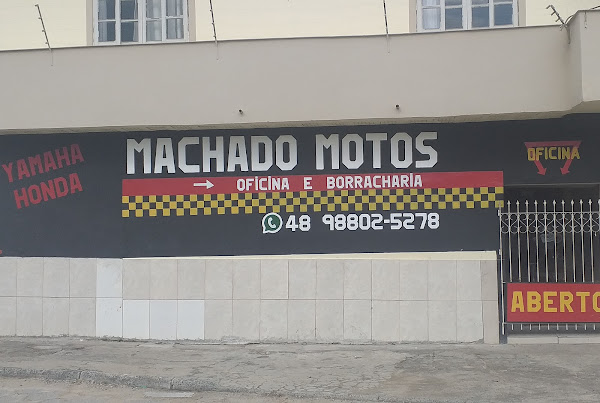 YAMAHA
HONDA
MACHADO MOTOS
→ OFICINA E BORRACHARIA
48 98802-5278
OFICINA
ABERTO